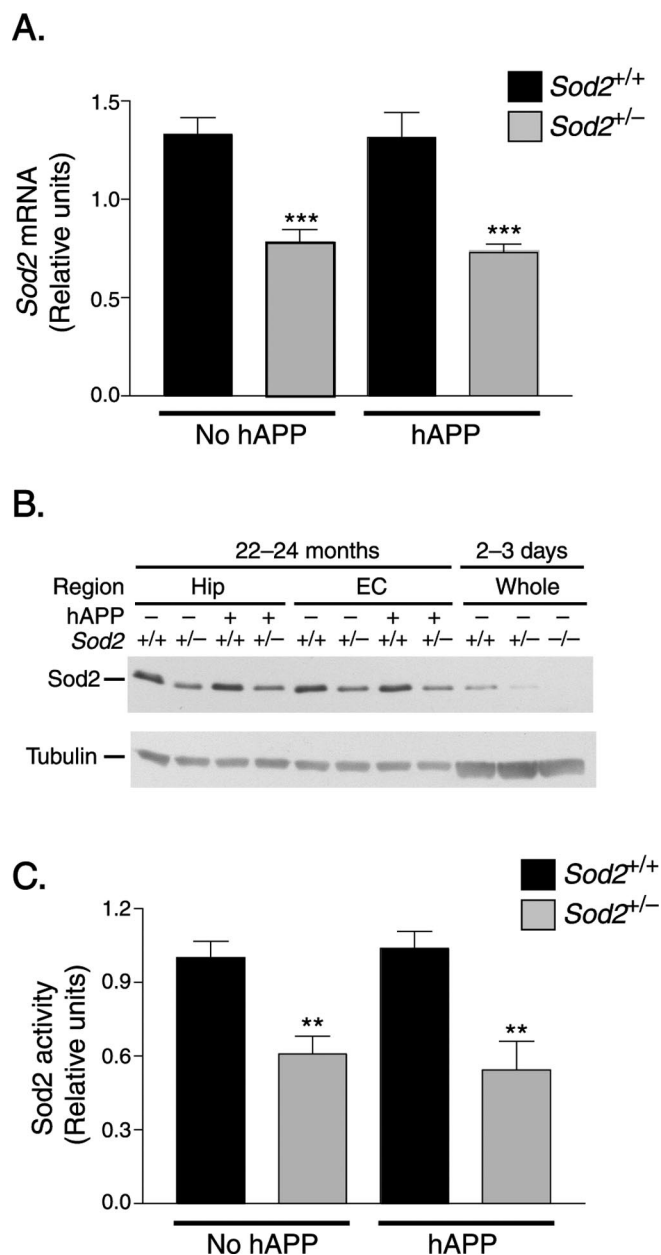 A.
Sod2+/+
Sod2+/–
Sod2 mRNA
(Relative units)
1.5
1.0
0.5
0.0
***
***
No hAPP
hAPP
B.
22–24 months 2–3 days
Region Hip EC Whole
hAPP – – + + – – + + – – –
Sod2 +/+ +/– +/+ +/– +/+ +/– +/+ +/– +/+ +/– –/–
Sod2
Tubulin
C.
Sod2+/+
Sod2+/–
Sod2 activity
(Relative units)
1.2
0.9
0.6
0.3
0.0
**
**
No hAPP
hAPP